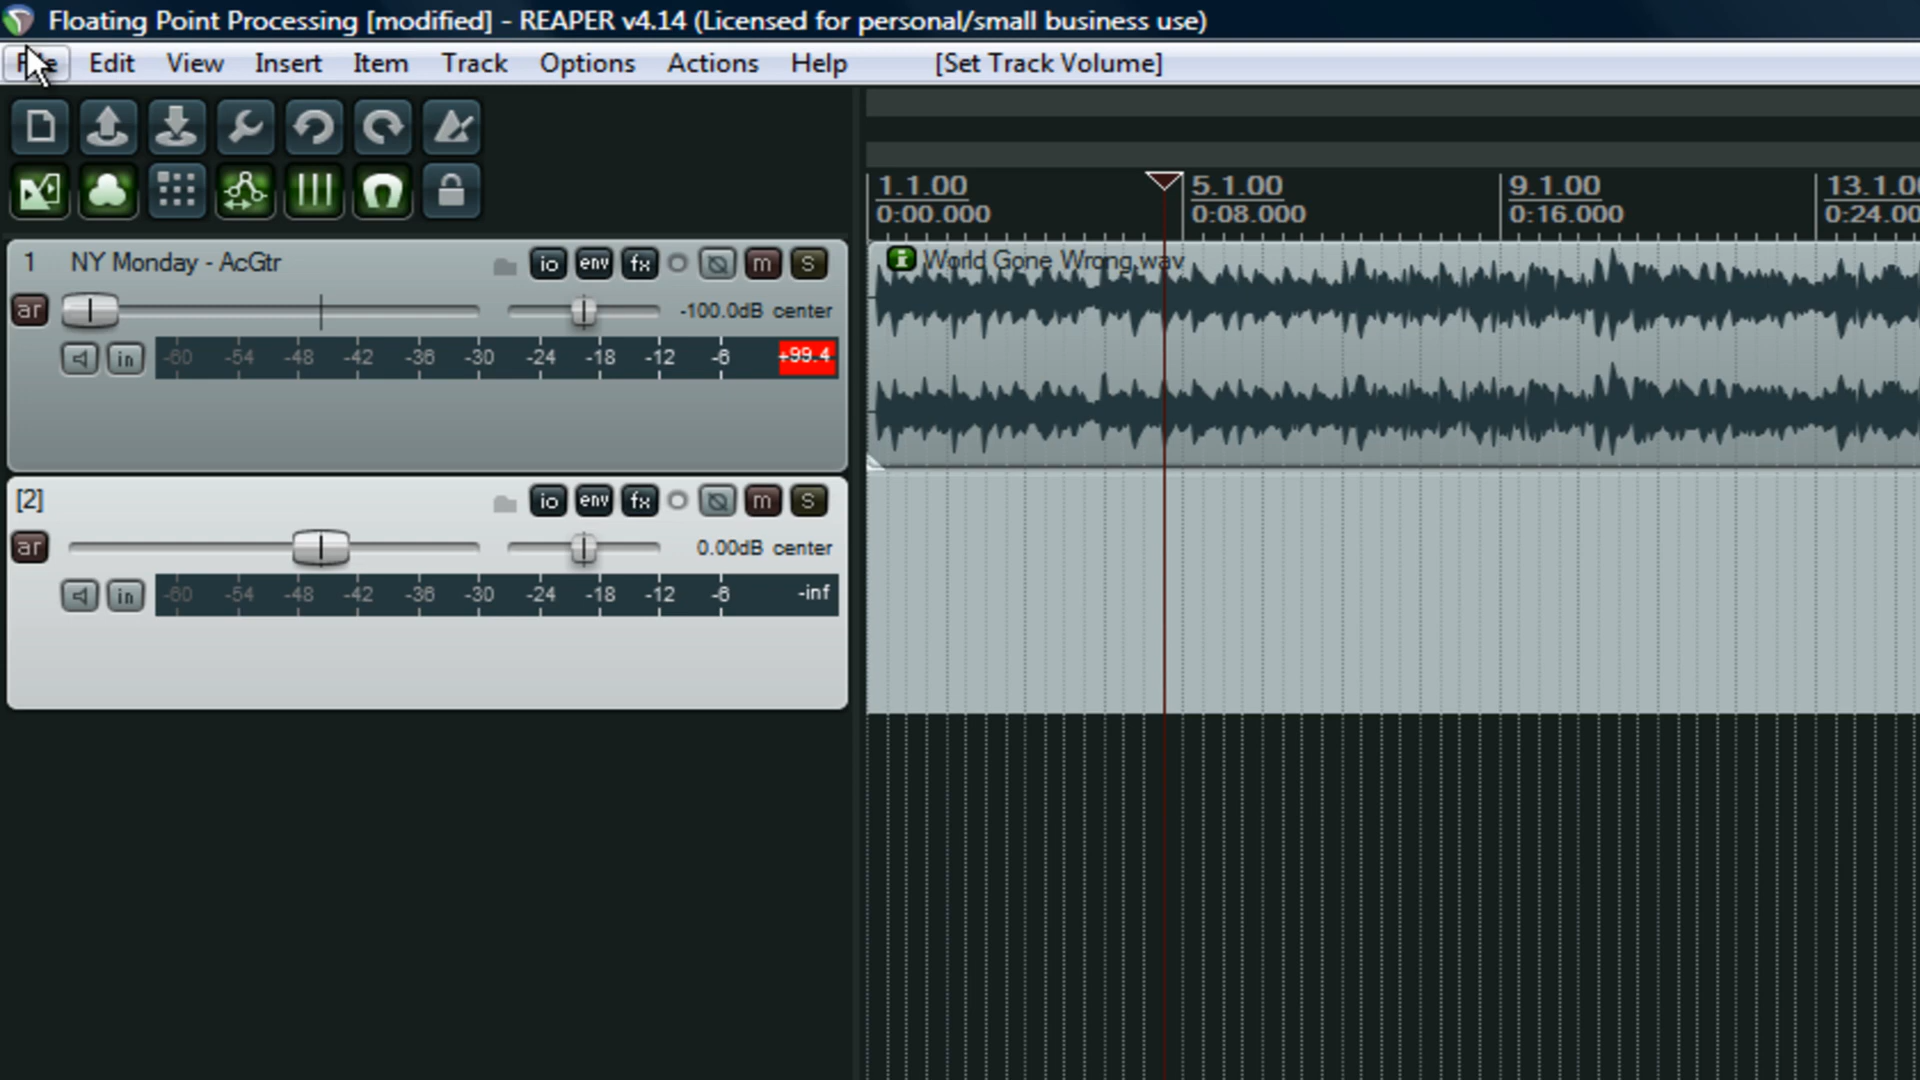 Floating Point Processing [modified] - REAPER v4.14 (Licensed for personal/small business use)
Edit View Insert Item Track Options Actions Help [Set Track Volume]
1.1.00 5.1.00 9.1.00
0:00.000 0:08.000 0:16.000
1 NY Monday - AcGtr io env fx m S
World Gone Wrong.wav
ar -100.0dB center
in -60 -54 -48 -42 -36 -30 -24 -18 -12 -6 +99.4
[2] io env fx m S
ar 0.00dB center
in -60 -54 -48 -42 -36 -30 -24 -18 -12 -6 -inf